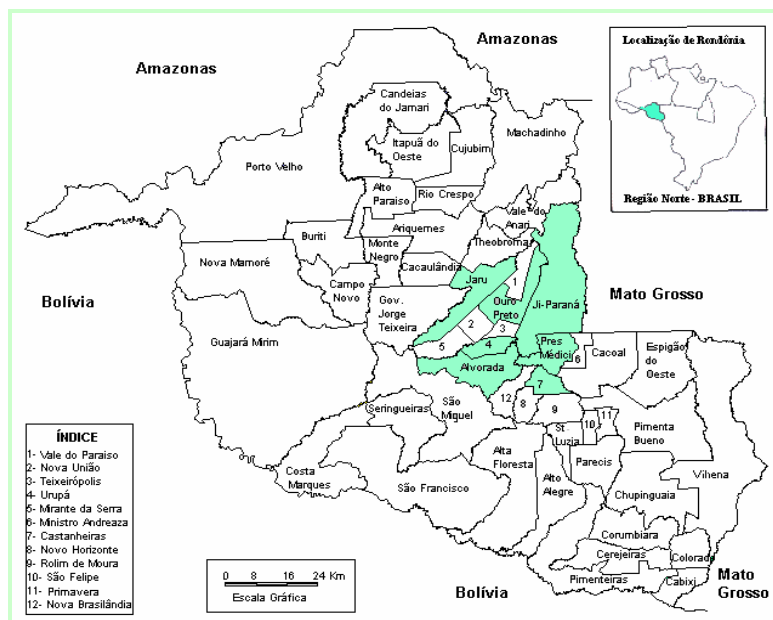 Amazonas
Amazonas
Localização de Rondônia
Região Norte - BRASIL
Candeias
do Jamari
Machadinho
Itapuã do
Oeste
Cujubim
Porto Velho
Alto
Paraiso
Rio Crespo
Vale do
Anari
Buriti
Ariquemes
Theobroma
Monte
Negro
Nova Mamoré
Cacaulândia
Jaru
1
Campo
Novo
Ouro
Preto
Ji-Paraná
Bolívia
Mato Grosso
Gov.
Jorge
Teixeira
2
3
Guajará Mirim
5
4
Pres
Médici
6
Cacoal
Espigão
do
Oeste
Alvorada
7
12
8
9
Seringueiras
São
Miquel
10
11
St
Luzia
Pimenta
Bueno
Alta
Floresta
Parecis
Vihena
Costa
Marques
São Francisco
Alto
Alegre
Chupinguaia
Corumbiara
Cerejeiras
Colorado
Pimenteiras
Cabixi
Bolívia
Mato
Grosso
ÍNDICE
1- Vale do Paraiso
2- Nova União
3- Teixeirópolis
4- Urupá
5- Mirante da Serra
6- Ministro Andreaza
7- Castanheiras
8- Novo Horizonte
9- Rolim de Moura
10- São Felipe
11- Primavera
12- Nova Brasilândia
0 8 16 24 Km
Escala Gráfica